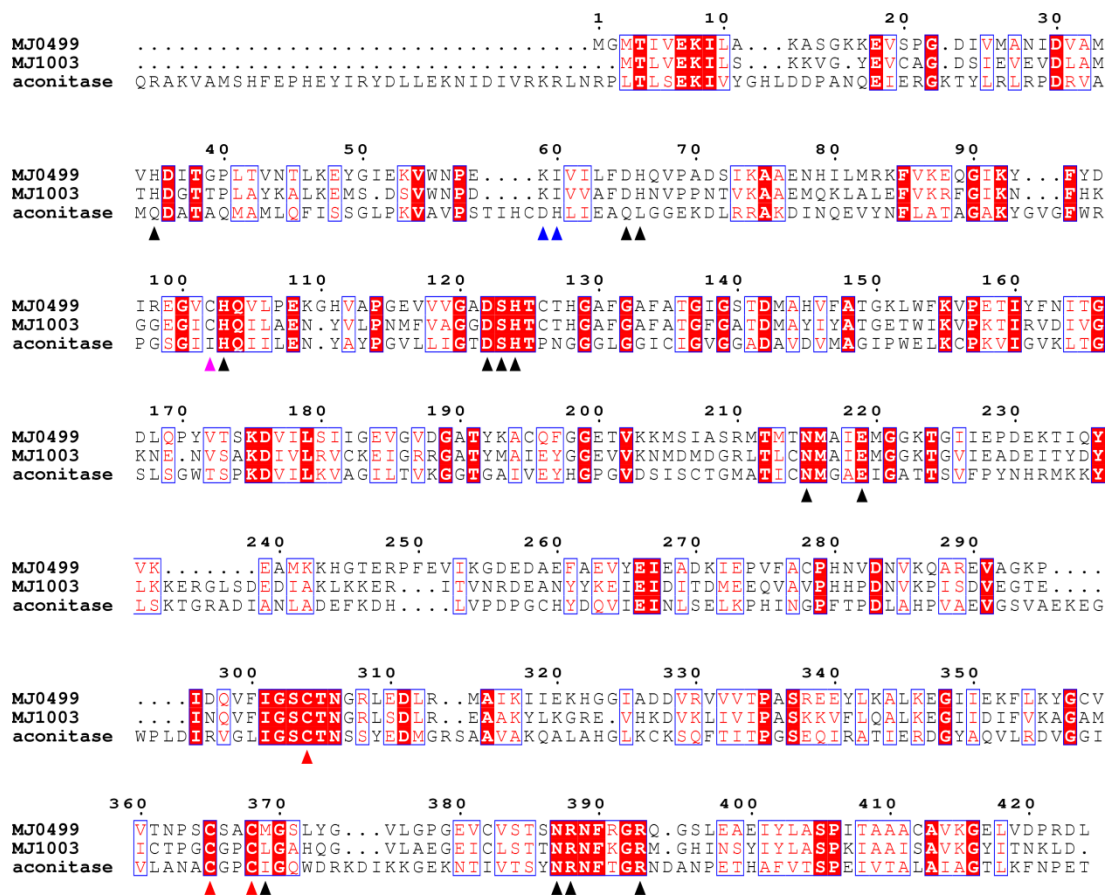 1 10 20 30
MJ0499 .................................MGMTIVEKILA...KASGKKEVSPG.DIVMANIDVAM
MJ1003 ...................................MTLVEKILS...KKVG.YEVCAG.DSIEVEVDLAM
aconitase QRAKVAMSHFEPHEYIRYDLLEKNIDIVRKRLNRPLTLSEKIVYGHLDDPANQEIERGKTYLRLRPDRVA
40 50 60 70 80 90
MJ0499 VHDITGPLTVNTLKEYGIEKVWNPE....KIVILFDHQVPADSIKAAENHILMRKFVKEQGIKY...FYD
MJ1003 THDGTTPLAYKALKEMS.DSVWNPD....KIVVAFDHNVPPNTVKAAEMQKLALEFVKRFGIKN...FHK
aconitase MQDATAQMAMLQFISSGLPKVAVPSTIHCDHLIEAQLGGEKDLRRAKDINQEVYNFLATAGAKYGVGFWR
100 110 120 130 140 150 160
MJ0499 IREGVCHQVLPEKGHVAPGEVVVGADSHTCTHGAFGAFATGIGSTDMAHVFATGKLWFKVPETIYFNITG
MJ1003 GGEGICHQILAEN.YVLPNMFVAGGDSHTCTHGAFGAFATGFGATDMAYIYATGETWIKVPKTIRVDIVG
aconitase PGSGIIHQIILEN.YAYPGVLLIGTDSHTPNGGGLGGICIGVGGADAVDVMAGIPWELKCPKVIGVKLTG
170 180 190 200 210 220 230
MJ0499 DLQPYVTSKDVILSIIGEVGVDGATYKACQFGGETVKKMSIASRMTMTNMAIEMGGKTGIIEPDEKTIQY
MJ1003 KNE.NVSAKDVILRVCKEIGRRGATYMAIEYGGEVVKNMDMDGRLTLCNMAIEMGGKTGVIEADEITYDY
aconitase SLSGWTSPKDVILKVAGILTVKGGTGAIVEYHGPGVDSISCTGMATICNMGAEIGATTSVFPYNHRMKKY
240 250 260 270 280 290
MJ0499 VK.......EAMKKHGTERPFEVIKGDEDAEFAEVYEIEADKIEPVFACPHNVDNVKQAREVAGKP....
MJ1003 LKKERGLSDEDIAKLKKER...ITVNRDEANYYKEIEIDITDMEEQVAVPHHPDNVKPISDVEGTE....
aconitase LSKTGRADIANLADEFKDH...LVPDPGCHYDQVIEINLSELKPHINGPFTPDLAHPVAEVGSVAEKEG
300 310 320 330 340 350
MJ0499 ....IDQVFIGSCTNGRLEDLR..MAIKIIEKHGGIADDVRVVVTPASREEYLKALKEGIIEKFLKYGCV
MJ1003 ....INQVFIGSCTNGRLSDLR..EAAKYLKGRE.VHKDVKLIVIPASKKVFLQALKEGIIDIFVKAGAM
aconitase WPLDIRVGLIGSCTNSSYEDMGRSAAVAKQALAHGLKCKSQFTITPGSEQIRATIERDGYAQVLRDVGGI
360 370 380 390 400 410 420
MJ0499 VTNPSCSACMGSLYG...VLGPGEVCVSTSNRNFRGRQ.GSLEAEIYLASPITAAACAVKGELVDPRDL
MJ1003 ICTPGCGACLGAHQG...VLAEGEICLSTTNRNFKGRM.GHINSYIYLASPKIAAISAVKGYITNKLD.
aconitase VLANACGPCIGQWDRKDIKKGEKNTIVTSYNRNFTGRNDANPETHAFVTSPEIVTALAIAGTLKFNPET